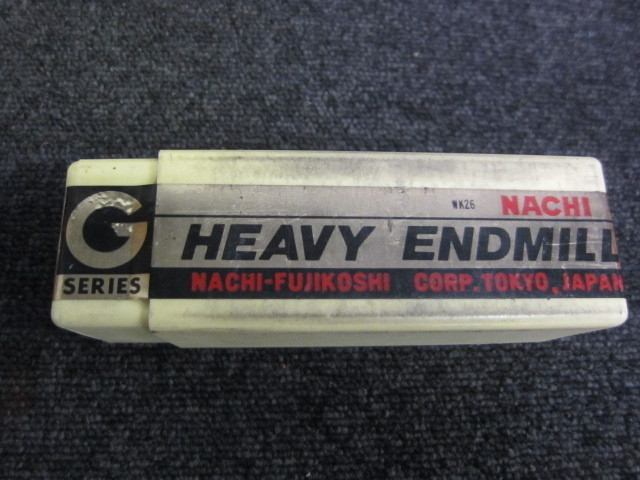 WK26 NACHI
G SERIES
HEAVY ENDMILL
NACHI-FUJIKOSHI CORP. TOKYO, JAPAN